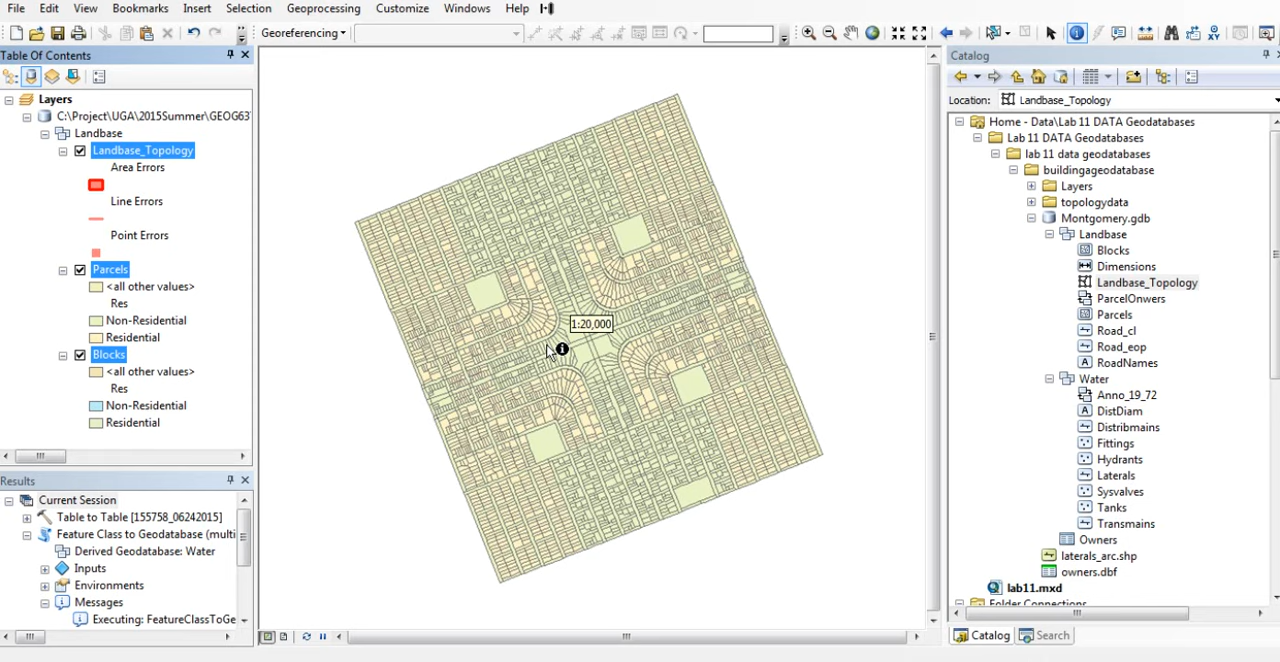 File Edit View Bookmarks Insert Selection Geoprocessing Customize Windows Help
Georeferencing
Table Of Contents
Layers
C:\Project\UGA\2015Summer\GEOG63
Landbase
Landbase_Topology
Area Errors
Line Errors
Point Errors
Parcels
<all other values>
Res
Non-Residential
Residential
Blocks
<all other values>
Res
Non-Residential
Residential
Results
Current Session
Table to Table [155758_06242015]
Feature Class to Geodatabase (multi
Derived Geodatabase: Water
Inputs
Environments
Messages
Executing: FeatureClassToGe
1:20,000
Catalog
Location: Landbase_Topology
Home - Data\Lab 11 DATA Geodatabases
Lab 11 DATA Geodatabases
lab 11 data geodatabases
buildingageodatabase
Layers
topologydata
Montgomery.gdb
Landbase
Blocks
Dimensions
Landbase_Topology
ParcelOnwers
Parcels
Road_cl
Road_eop
RoadNames
Water
Anno_19_72
DistDiam
Distribmains
Fittings
Hydrants
Laterals
Sysvalves
Tanks
Transmains
Owners
laterals_arc.shp
owners.dbf
lab11.mxd
Folder Connections
Catalog Search